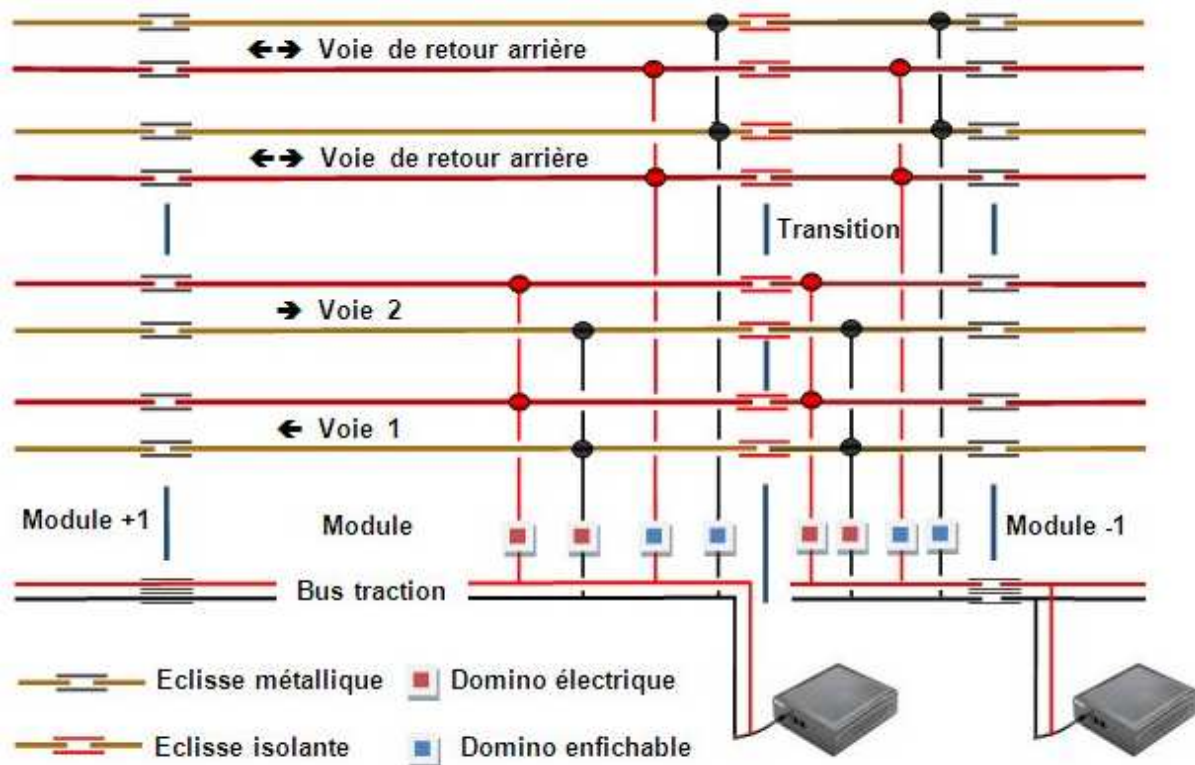 Voie de retour arrière
Voie de retour arrière
Transition
Voie 2
Voie 1
Module +1
Module
Module -1
Bus traction
Eclisse métallique
Domino électrique
Eclisse isolante
Domino enfichable